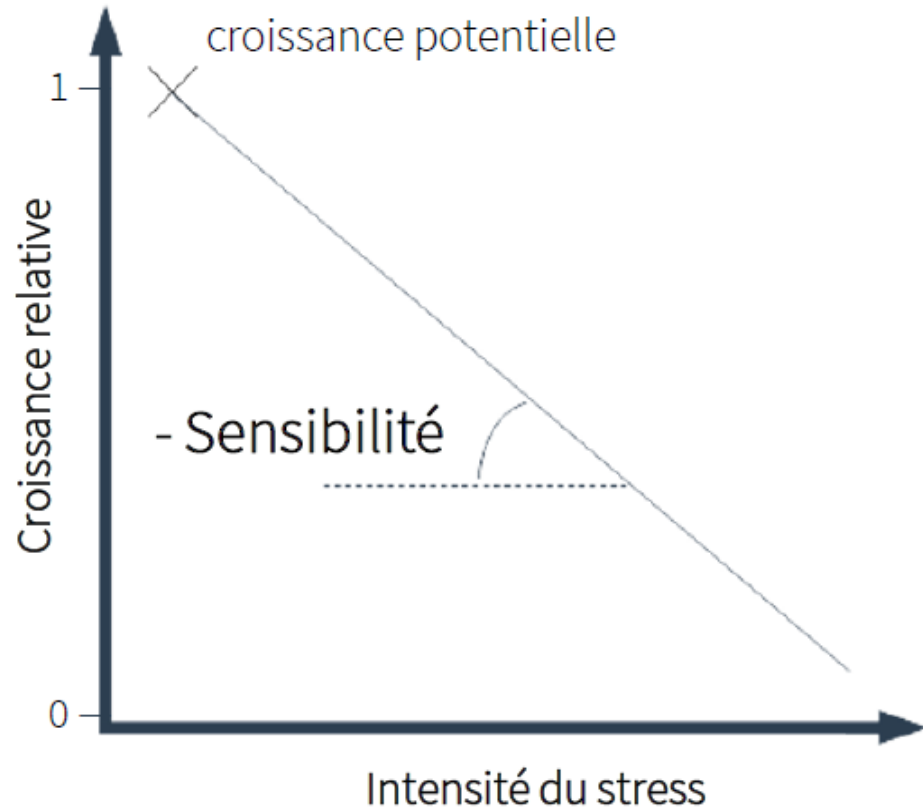 croissance potentielle
1
Croissance relative
- Sensibilité
0
Intensité du stress